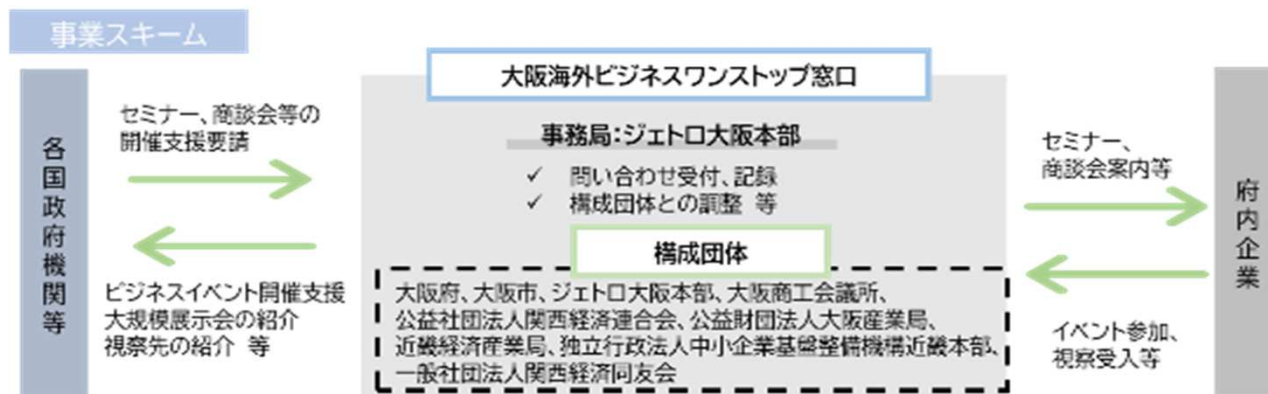 事業スキーム
各国政府機関等
セミナー、商談会等の
開催支援要請
ビジネスイベント開催支援
大規模展示会の紹介
視察先の紹介 等
大阪海外ビジネスワンストップ窓口
事務局：ジェトロ大阪本部
✓ 問い合わせ受付、記録
✓ 構成団体との調整 等
構成団体
大阪府、大阪市、ジェトロ大阪本部、大阪商工会議所、
公益社団法人関西経済連合会、公益財団法人大阪産業局、
近畿経済産業局、独立行政法人中小企業基盤整備機構近畿本部、
一般社団法人関西経済同友会
セミナー、
商談会案内等
イベント参加、
視察受入等
府内企業